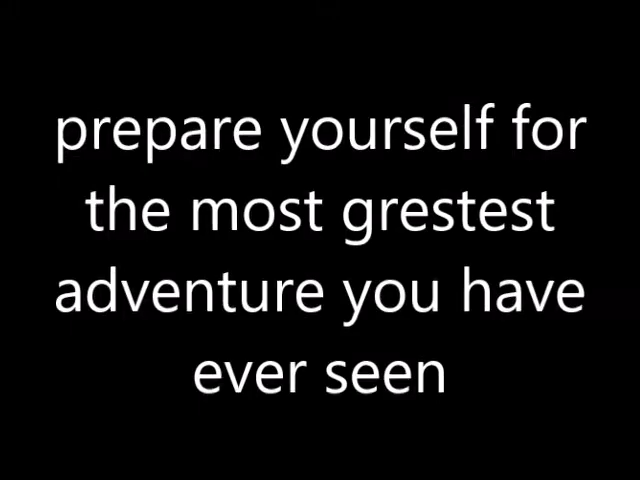 prepare yourself for
the most grestest
adventure you have
ever seen